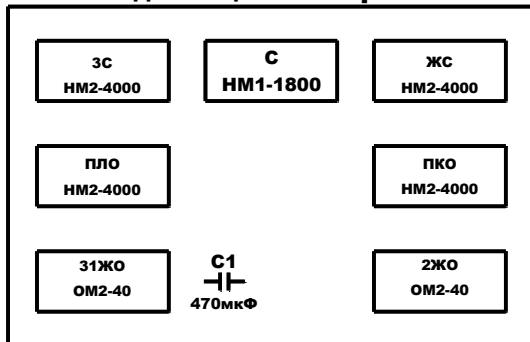 ЗС
НМ2-4000
С
НМ1-1800
ЖС
НМ2-4000
ПЛО
НМ2-4000
ПКО
НМ2-4000
31ЖО
ОМ2-40
С1
470мкФ
2ЖО
ОМ2-40